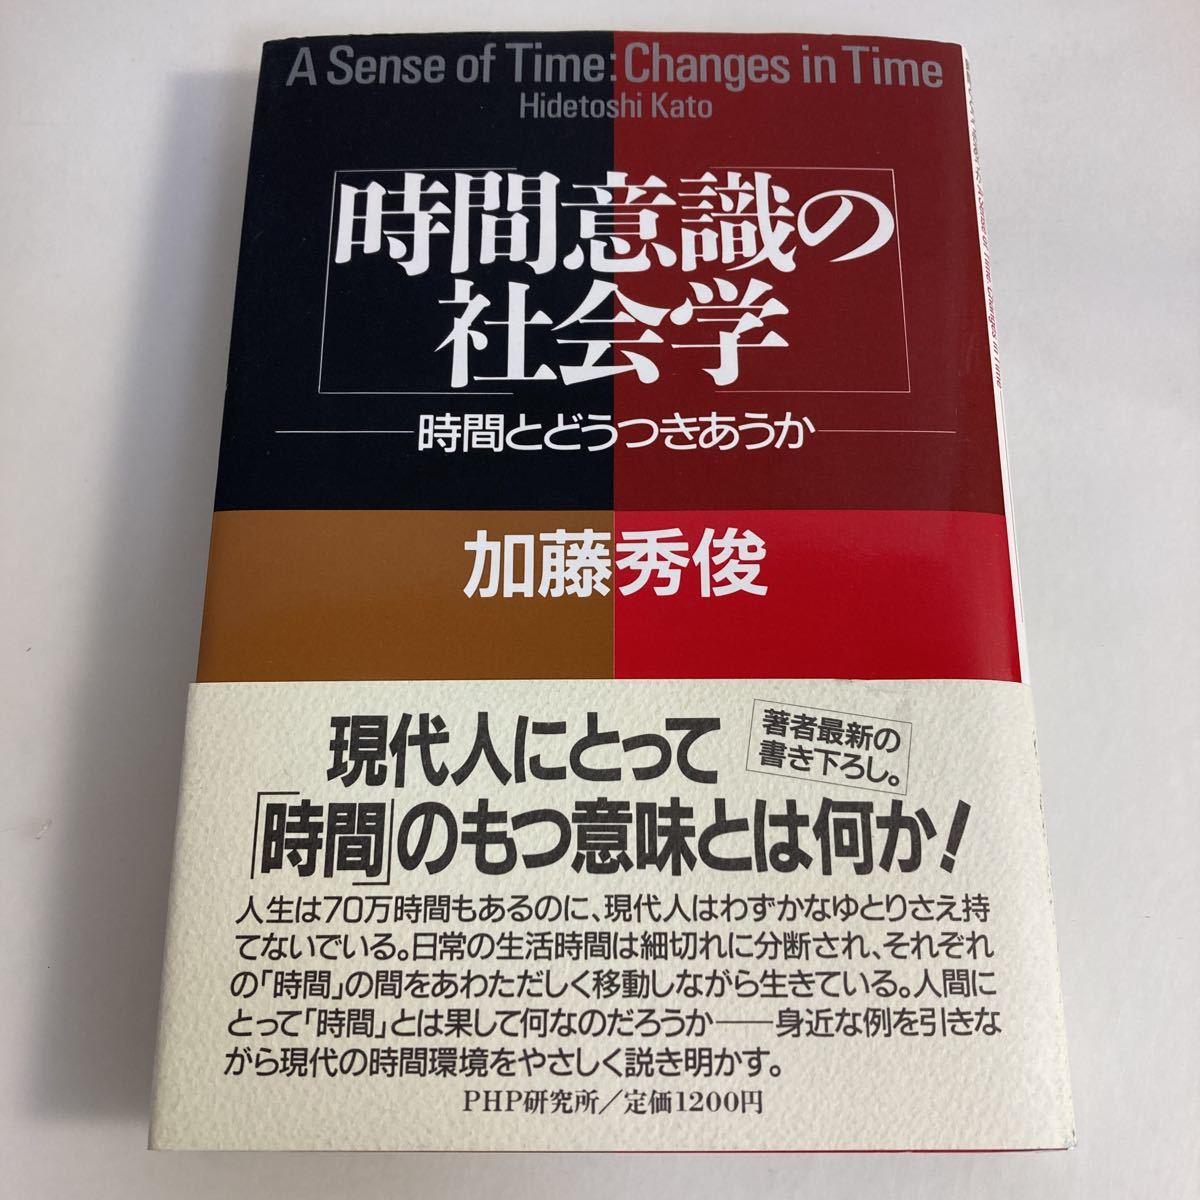 A Sense of Time: Changes in Time
Hidetoshi Kato
時間意識の
社会学
時間とどうつきあうか
加藤秀俊
現代人にとって
「時間」のもつ意味とは何か!
著者最新の
書き下ろし。
人生は70万時間もあるのに、現代人はわずかなゆとりさえ持
てないでいる。日常の生活時間は細切れに分断され、それぞれ
の「時間」の間をあわただしく移動しながら生きている。人間に
とって「時間」とは果して何なのだろうか──身近な例を引きな
がら現代の時間環境をやさしく説き明かす。
PHP研究所/定価1200円
A Sense of Time: Changes in Time